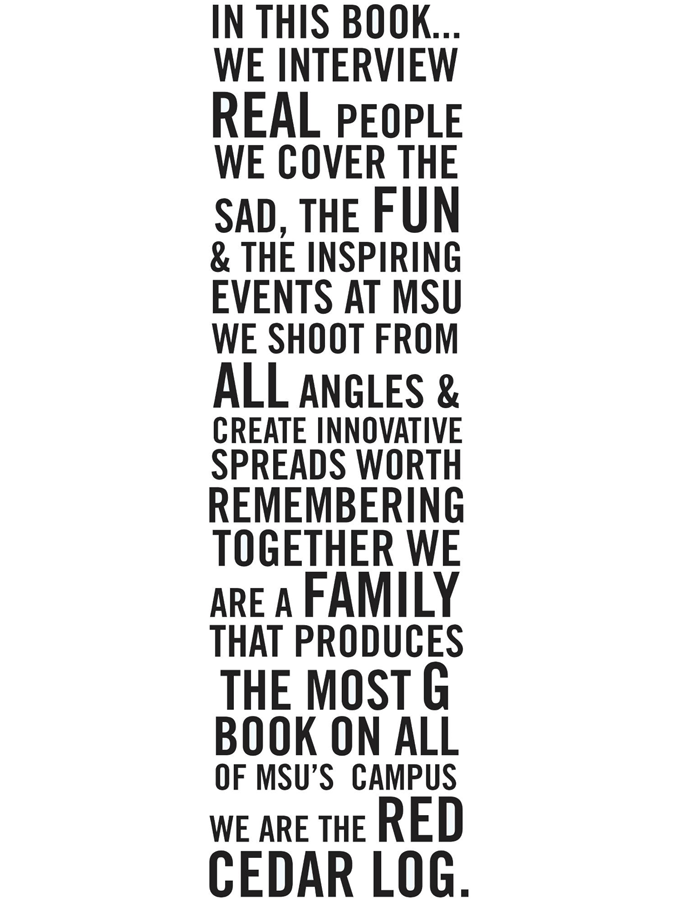 IN THIS BOOK...
WE INTERVIEW
REAL PEOPLE
WE COVER THE
SAD, THE FUN
& THE INSPIRING
EVENTS AT MSU
WE SHOOT FROM
ALL ANGLES &
CREATE INNOVATIVE
SPREADS WORTH
REMEMBERING
TOGETHER WE
ARE A FAMILY
THAT PRODUCES
THE MOST G
BOOK ON ALL
OF MSU'S CAMPUS
WE ARE THE RED
CEDAR LOG.